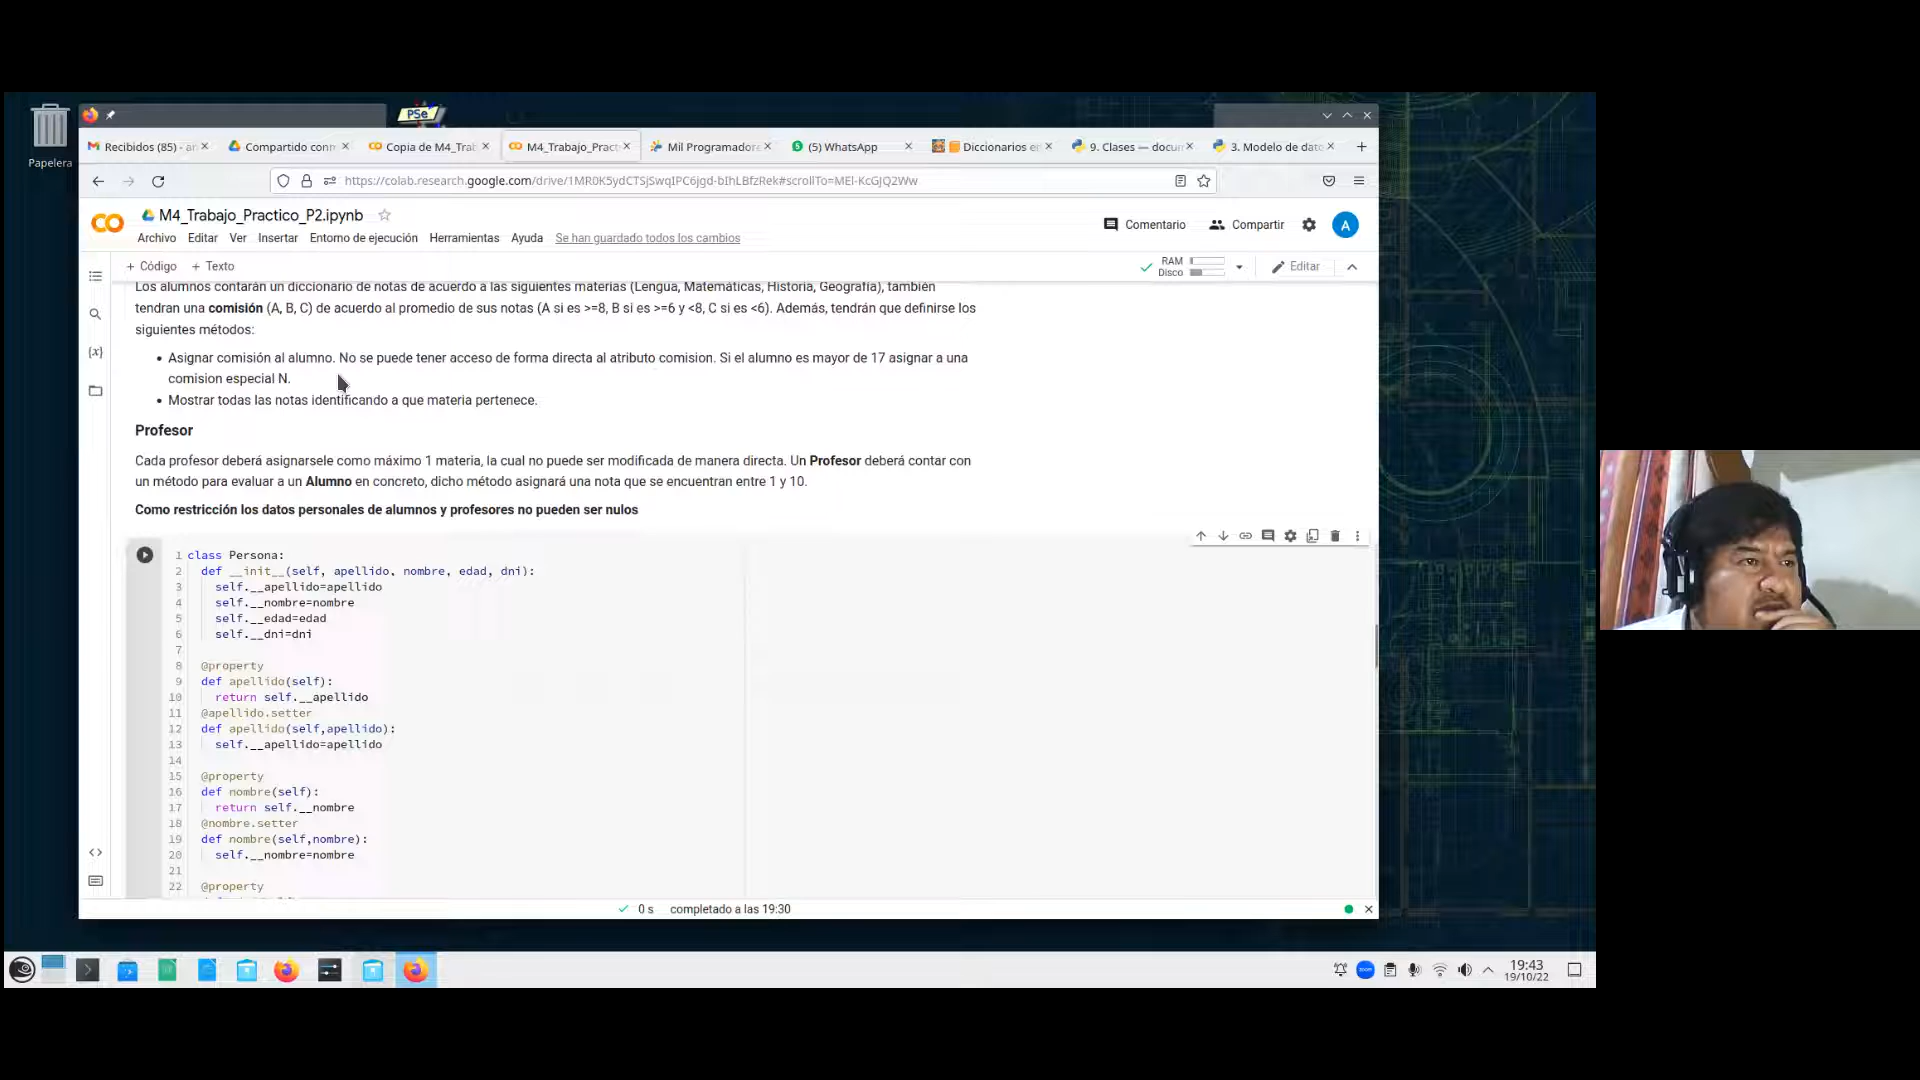 PSe
Papelera
Recibidos (85) - an
Compartido conm
Copia de M4_Trab
M4_Trabajo_Pract
Mil Programadore
(5) WhatsApp
Diccionarios en
9. Clases — docum
3. Modelo de dato
https://colab.research.google.com/drive/1MR0K5ydCTSjSwqIPC6jgd-bIhLBfzRek#scrollTo=MEl-KcGJQ2Ww
M4_Trabajo_Practico_P2.ipynb
Comentario
Compartir
A
Archivo Editar Ver Insertar Entorno de ejecución Herramientas Ayuda Se han guardado todos los cambios
+ Código + Texto
RAM
Disco
Editar
Los alumnos contarán un diccionario de notas de acuerdo a las siguientes materias (Lengua, Matemáticas, Historia, Geografía), también
tendran una comisión (A, B, C) de acuerdo al promedio de sus notas (A si es >=8, B si es >=6 y <8, C si es <6). Además, tendrán que definirse los
siguientes métodos:
• Asignar comisión al alumno. No se puede tener acceso de forma directa al atributo comision. Si el alumno es mayor de 17 asignar a una
comision especial N.
• Mostrar todas las notas identificando a que materia pertenece.
Profesor
Cada profesor deberá asignarsele como máximo 1 materia, la cual no puede ser modificada de manera directa. Un Profesor deberá contar con
un método para evaluar a un Alumno en concreto, dicho método asignará una nota que se encuentran entre 1 y 10.
Como restricción los datos personales de alumnos y profesores no pueden ser nulos
1 class Persona:
2 def __init__(self, apellido, nombre, edad, dni):
3 self.__apellido=apellido
4 self.__nombre=nombre
5 self.__edad=edad
6 self.__dni=dni
7
8 @property
9 def apellido(self):
10 return self.__apellido
11 @apellido.setter
12 def apellido(self,apellido):
13 self.__apellido=apellido
14
15 @property
16 def nombre(self):
17 return self.__nombre
18 @nombre.setter
19 def nombre(self,nombre):
20 self.__nombre=nombre
21
22 @property
0 s completado a las 19:30
zoom
19:43
19/10/22